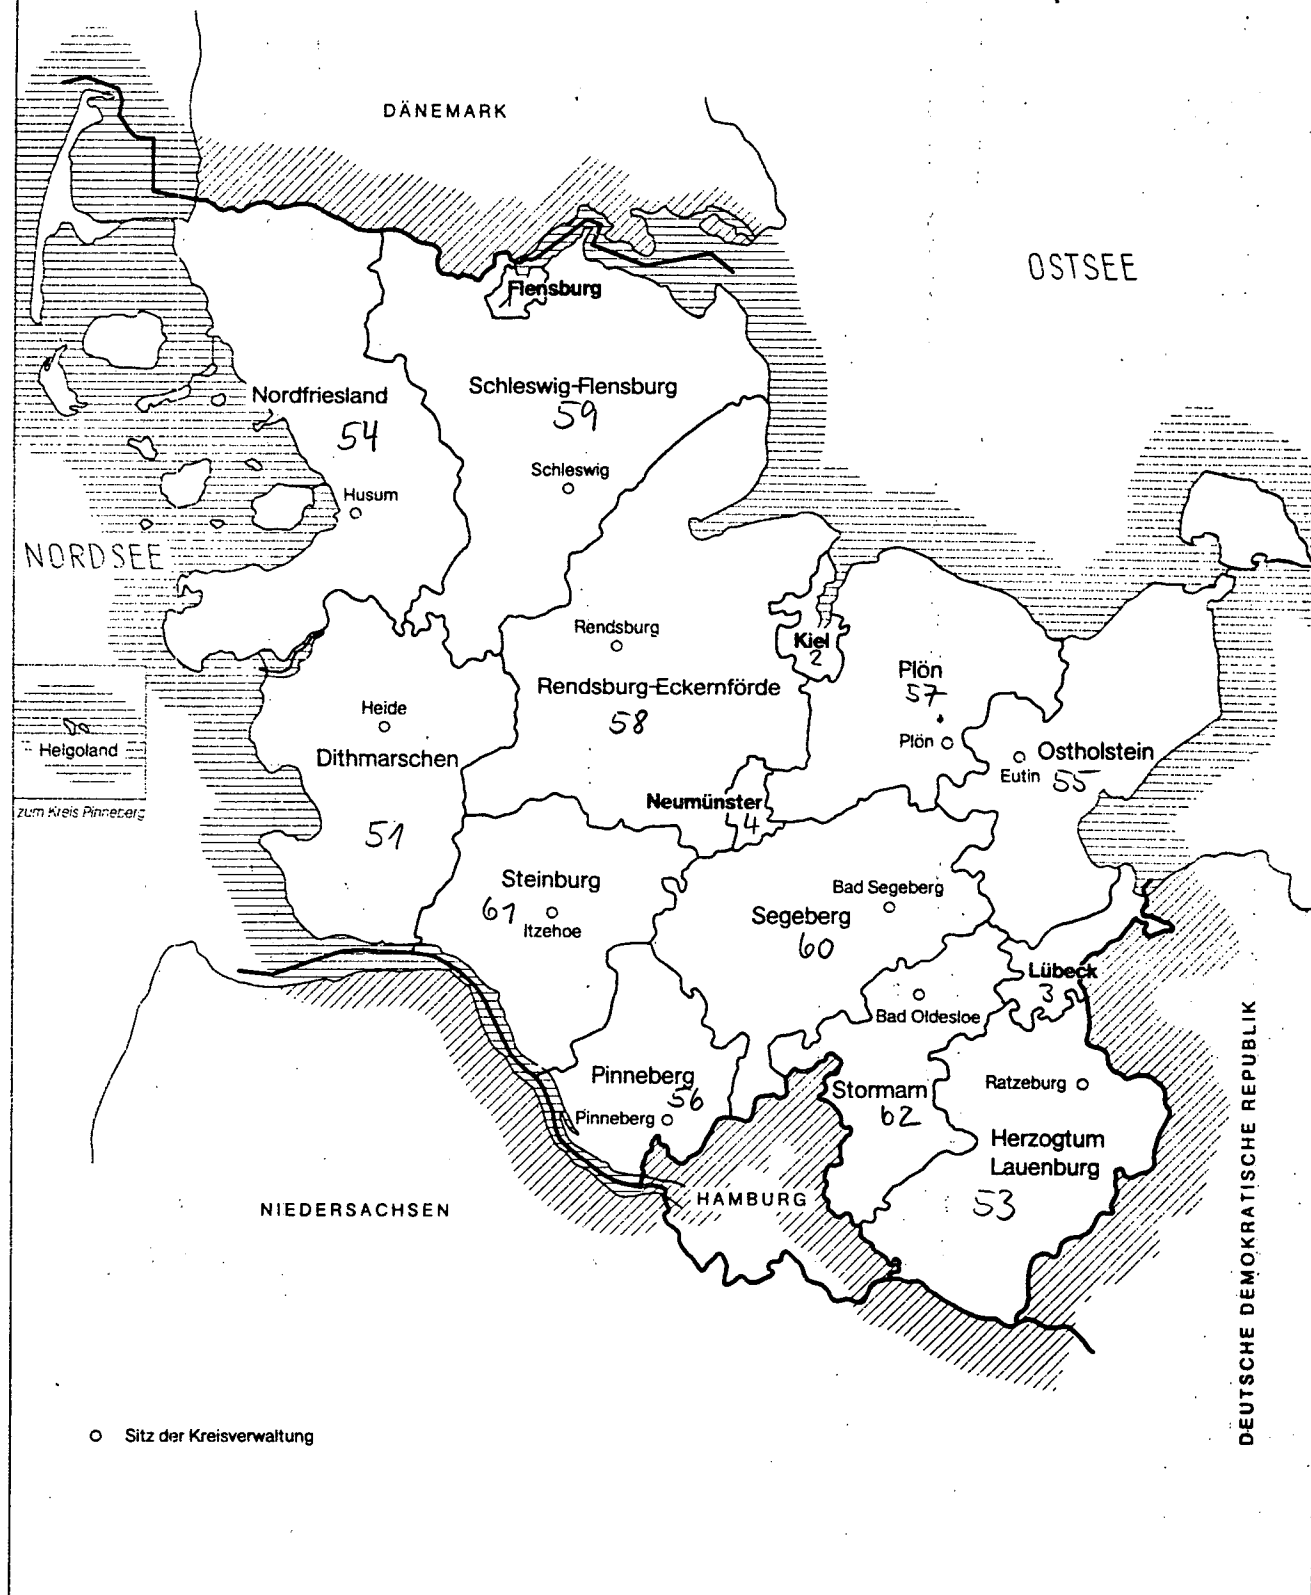 DÄNEMARK
OSTSEE
Flensburg
Nordfriesland
54
Schleswig-Flensburg
59
Schleswig
Husum
NORDSEE
Rendsburg
Kiel
2
Rendsburg-Eckernförde
58
Plön
57
Plön
Heide
Dithmarschen
51
Helgoland
zum Kreis Pinneberg
Ostholstein
55
Eutin
Neumünster
4
Steinburg
61
Itzehoe
Bad Segeberg
Segeberg
60
Lübeck
3
Bad Oldesloe
Pinneberg
56
Pinneberg
Stormarn
62
Ratzeburg
Herzogtum
Lauenburg
53
HAMBURG
NIEDERSACHSEN
DEUTSCHE DEMOKRATISCHE REPUBLIK
Sitz der Kreisverwaltung